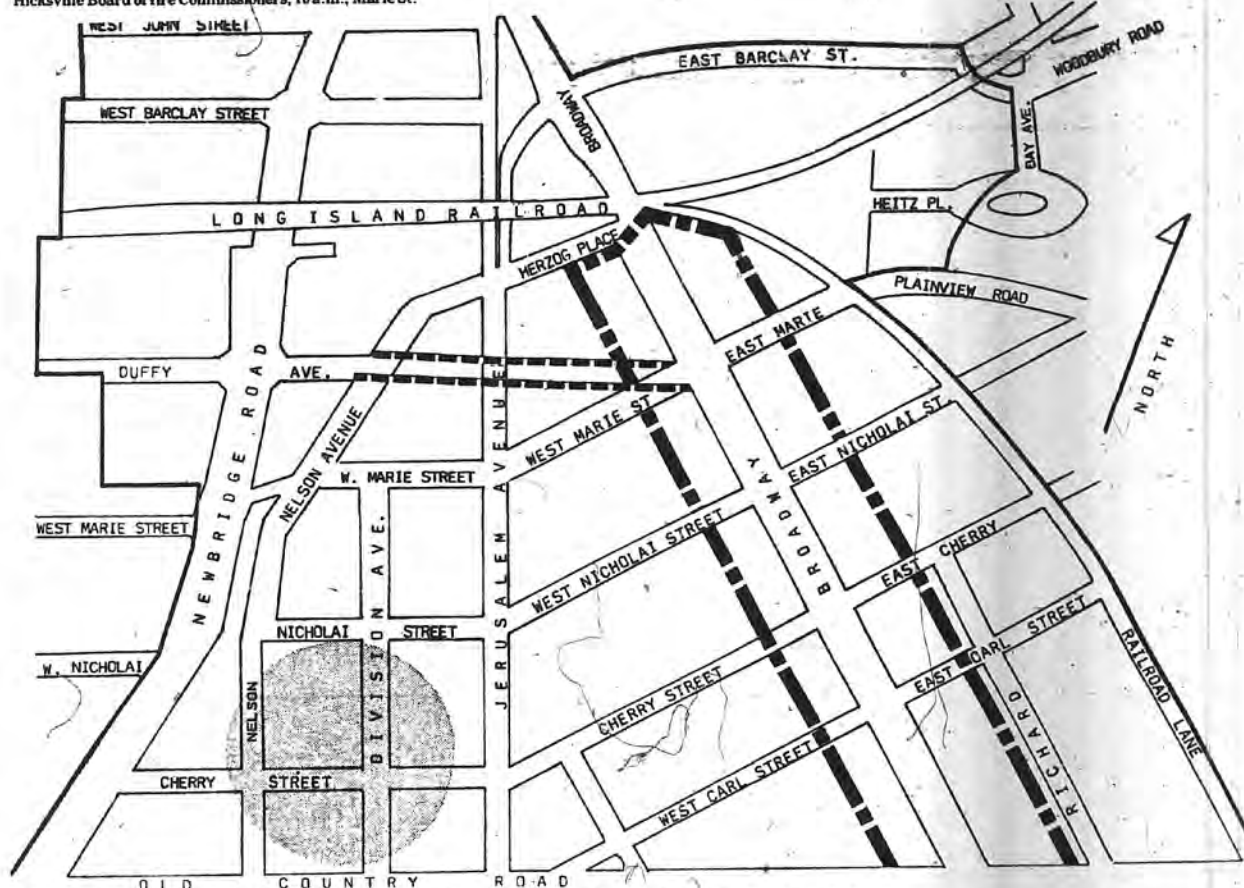 Hicksville Board of Fire Commissioners, 10 a.m., Marie St.
WEST JOHN STREET
EAST BARCLAY ST.
WOODBURY ROAD
WEST BARCLAY STREET
BROADWAY
BAY AVE.
HEITZ PL.
LONG ISLAND RAILROAD
HERZOG PLACE
PLAINVIEW ROAD
NORTH
EAST MARIE
DUFFY AVE.
NEWBRIDGE ROAD
NELSON AVENUE
WEST MARIE ST
EAST NICHOLAI ST.
W. MARIE STREET
JERUSALEM AVENUE
BROADWAY
WEST MARIE STREET
DIVISION AVE.
WEST NICHOLAI STREET
EAST CHERRY
NICHOLAI STREET
EAST CARL STREET
W. NICHOLAI
NELSON
DIVISION
CHERRY STREET
RICHARD
RAILROAD LANE
CHERRY STREET
WEST CARL STREET
OLD COUNTRY ROAD